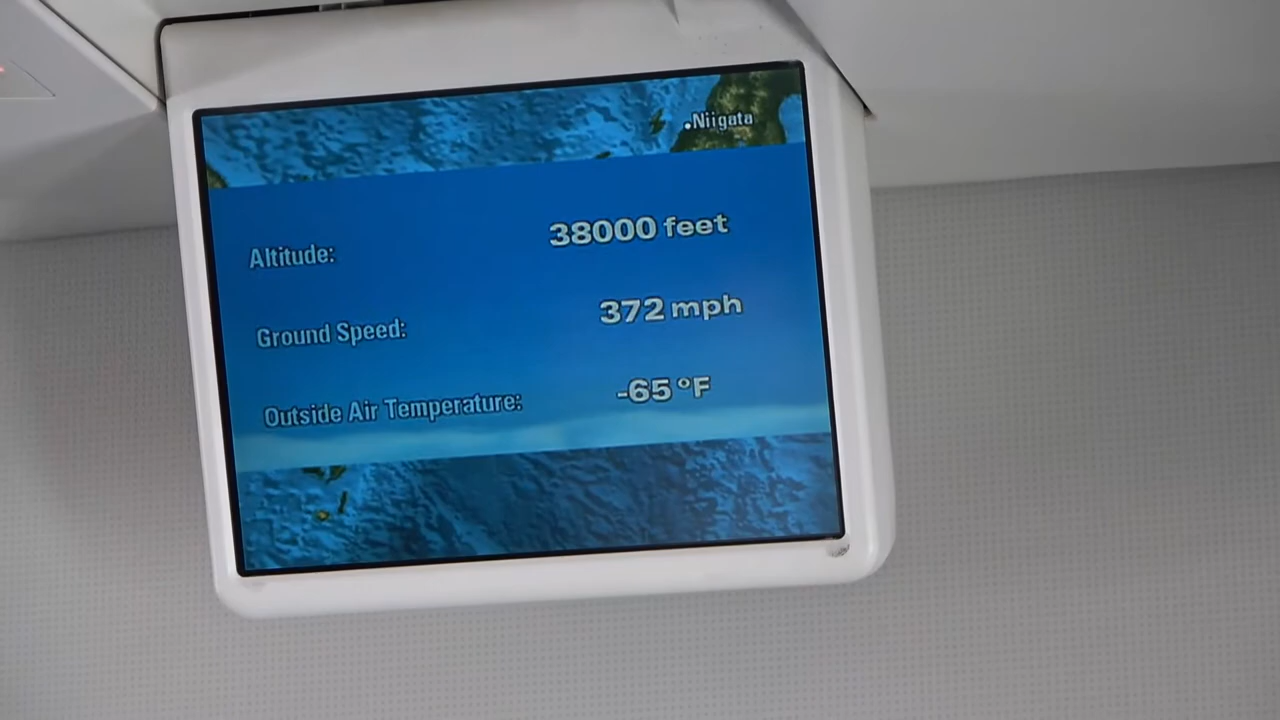 Niigata
Altitude: 38000 feet
Ground Speed: 372 mph
Outside Air Temperature: -65 °F